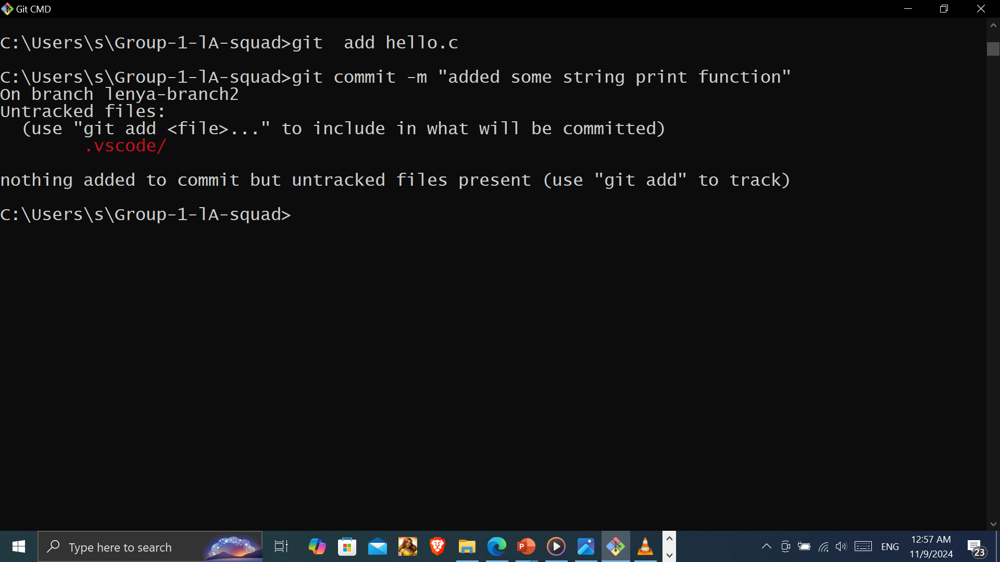 Git CMD
C:\Users\s\Group-1-lA-squad>git  add hello.c
C:\Users\s\Group-1-lA-squad>git commit -m "added some string print function"
On branch lenya-branch2
Untracked files:
  (use "git add <file>..." to include in what will be committed)
        .vscode/
nothing added to commit but untracked files present (use "git add" to track)
C:\Users\s\Group-1-lA-squad>
Type here to search
P
ENG
12:57 AM
11/9/2024
23